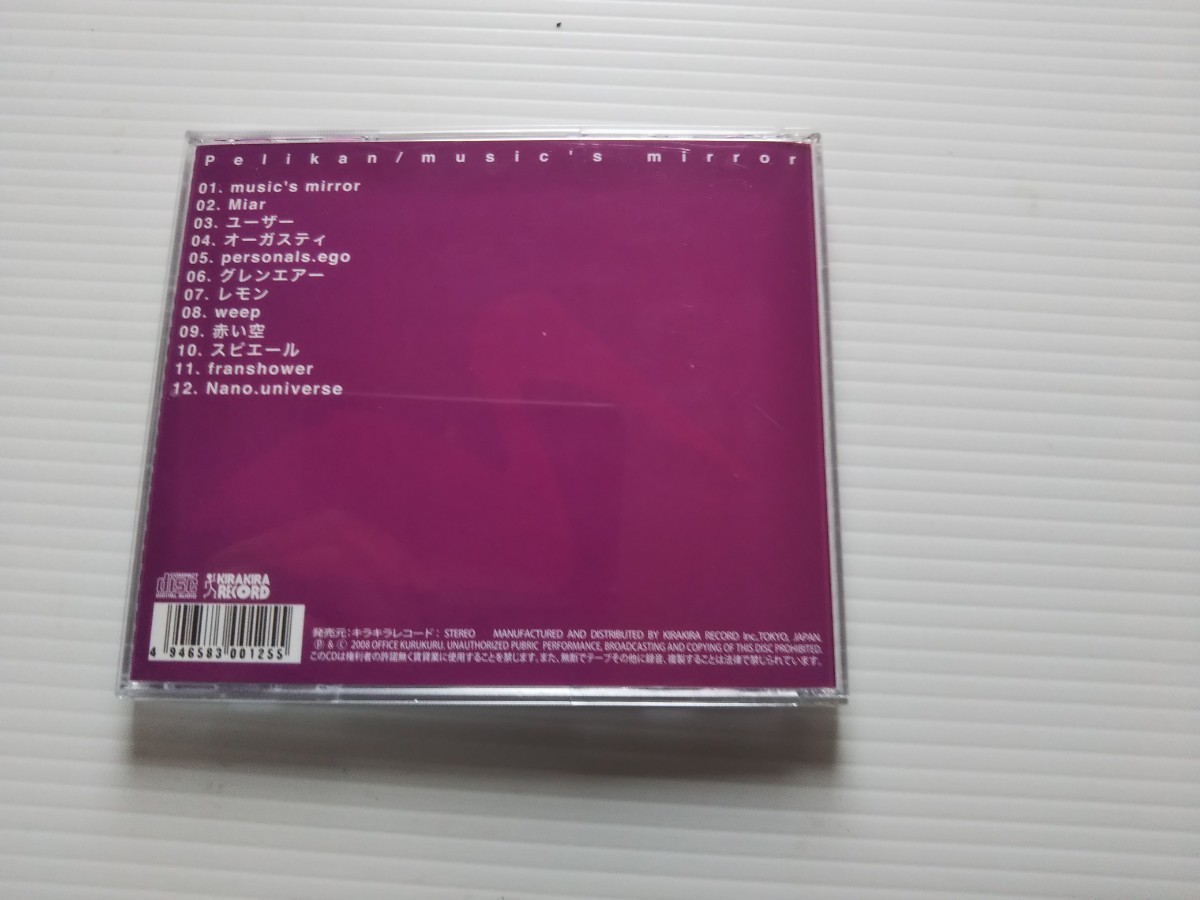 Pelikan/music's mirror
01. music's mirror
02. Miar
03. ユーザー
04. オーガスティ
05. personals.ego
06. グレンエアー
07. レモン
08. weep
09. 赤い空
10. スピエール
11. franshower
12. Nano.universe
COMPACT
disc
DIGITAL AUDIO
KIRAKIRA
RECORD
4 946583 001255
発売元:キラキラレコード: STEREO MANUFACTURED AND DISTRIBUTED BY KIRAKIRA RECORD Inc,TOKYO, JAPAN.
Ⓟ & Ⓒ 2008 OFFICE KURUKURU. UNAUTHORIZED PUBRIC PERFORMANCE, BROADCASTING AND COPYING OF THIS DISC PROHIBITED.
このCDは権利者の許諾無く賃貸業に使用することを禁じます。また、無断でテープその他に録音、複製することは法律で禁じられています。